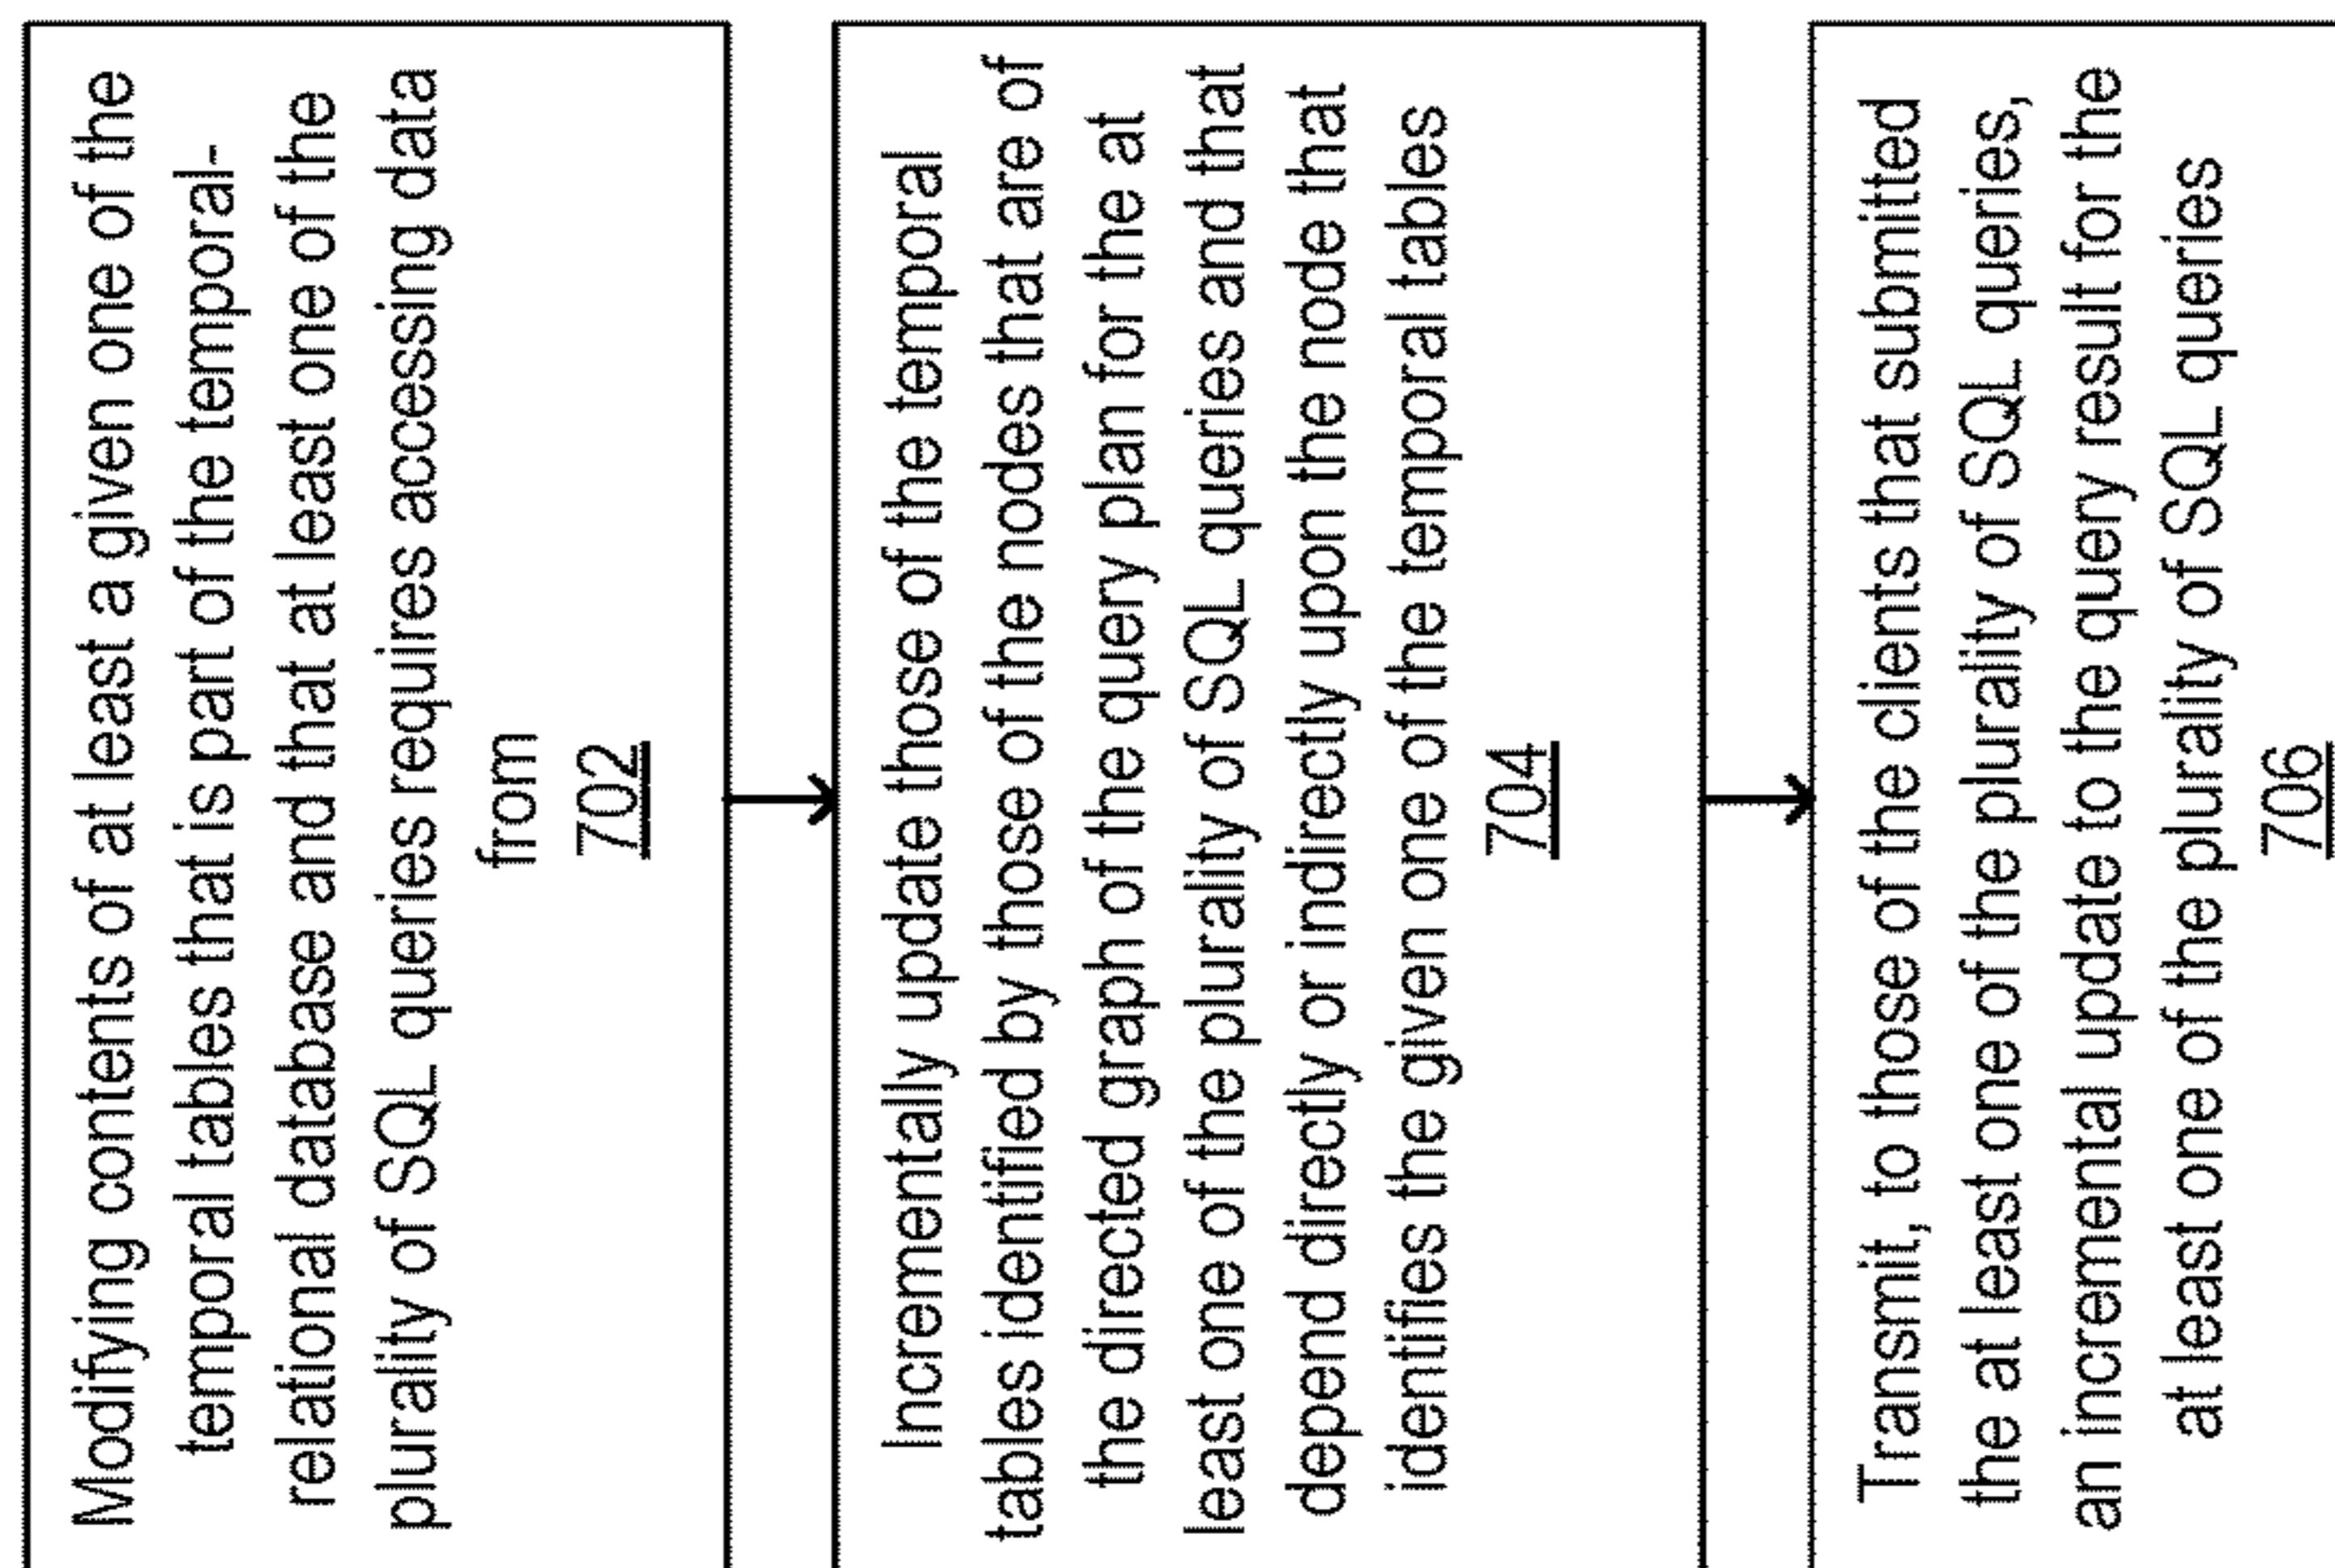 Modifying contents of at least a given one of the
temporal tables that is part of the temporal-
relational database and that at least one of the
plurality of SQL queries requires accessing data
from
702
Incrementally update those of the temporal
tables identified by those of the nodes that are of
the directed graph of the query plan for the at
least one of the plurality of SQL queries and that
depend directly or indirectly upon the node that
identifies the given one of the temporal tables
704
Transmit, to those of the clients that submitted
the at least one of the plurality of SQL queries,
an incremental update to the query result for the
at least one of the plurality of SQL queries
706